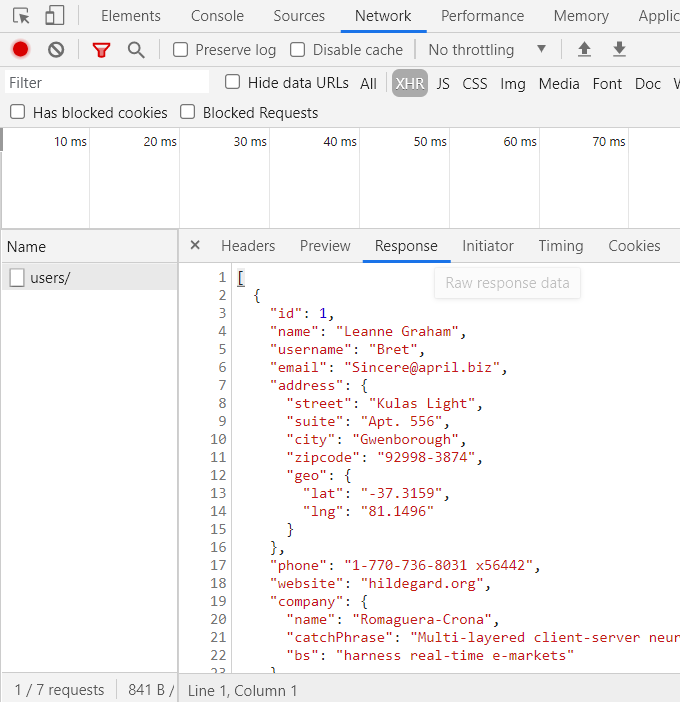 Elements Console Sources Network Performance Memory Applic
Preserve log Disable cache No throttling
Filter Hide data URLs All XHR JS CSS Img Media Font Doc W
Has blocked cookies Blocked Requests
10 ms 20 ms 30 ms 40 ms 50 ms 60 ms 70 ms
Name × Headers Preview Response Initiator Timing Cookies
users/
Raw response data
1 [
2 {
3 "id": 1,
4 "name": "Leanne Graham",
5 "username": "Bret",
6 "email": "Sincere@april.biz",
7 "address": {
8 "street": "Kulas Light",
9 "suite": "Apt. 556",
10 "city": "Gwenborough",
11 "zipcode": "92998-3874",
12 "geo": {
13 "lat": "-37.3159",
14 "lng": "81.1496"
15 }
16 },
17 "phone": "1-770-736-8031 x56442",
18 "website": "hildegard.org",
19 "company": {
20 "name": "Romaguera-Crona",
21 "catchPhrase": "Multi-layered client-server neur
22 "bs": "harness real-time e-markets"
23 }
1 / 7 requests 841 B / Line 1, Column 1